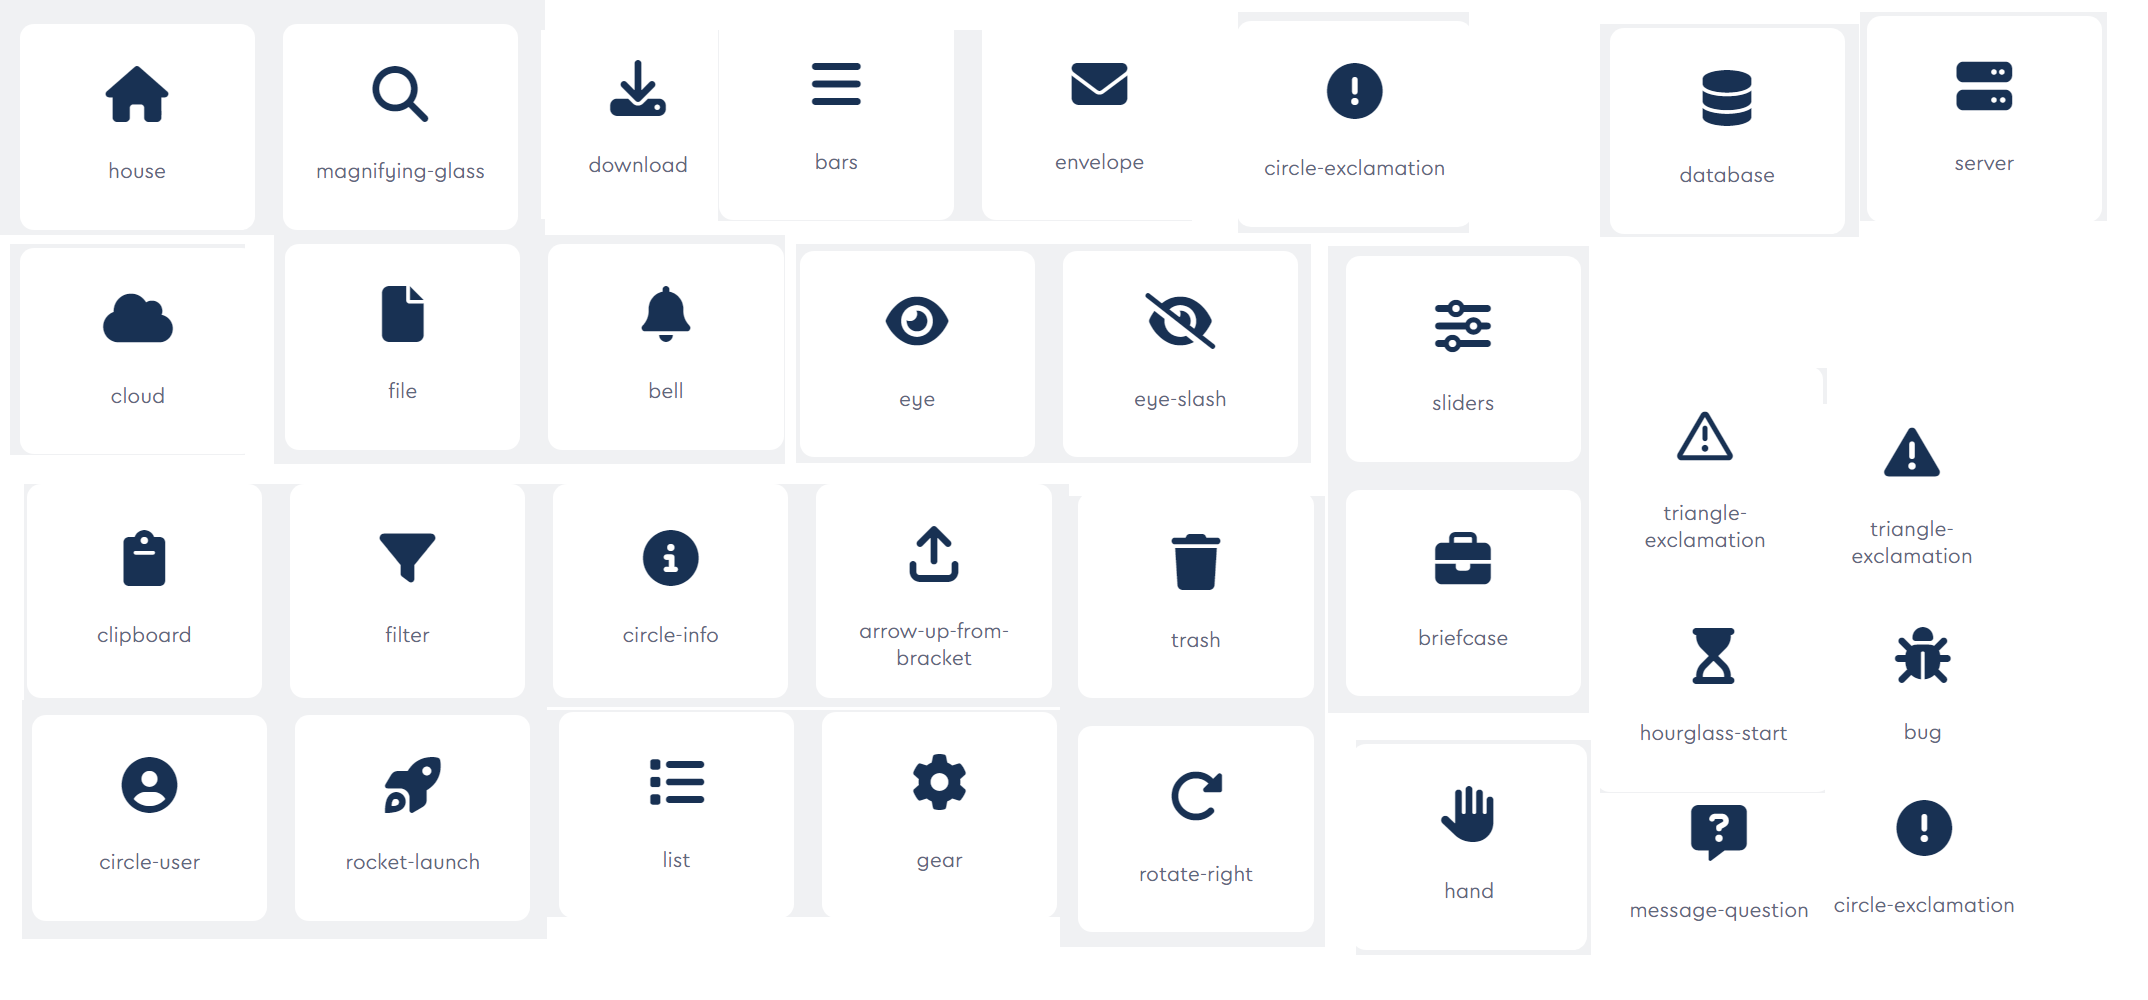 house
magnifying-glass
download
bars
envelope
circle-exclamation
database
server
cloud
file
bell
eye
eye-slash
sliders
triangle-
exclamation
triangle-
exclamation
clipboard
filter
circle-info
arrow-up-from-
bracket
trash
briefcase
hourglass-start
bug
circle-user
rocket-launch
list
gear
rotate-right
hand
message-question
circle-exclamation